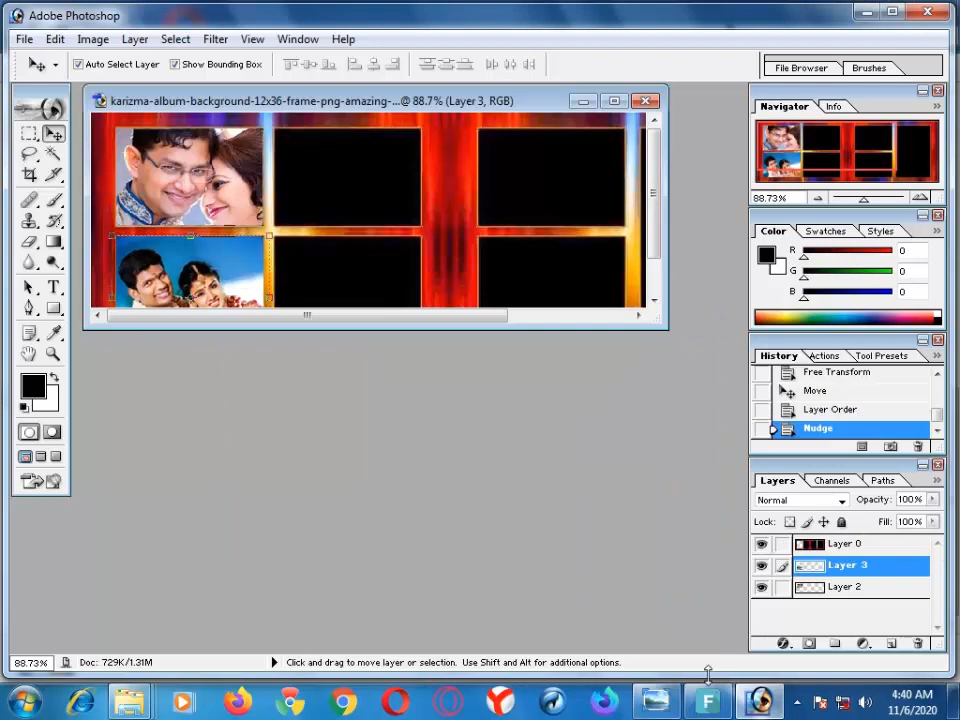 Adobe Photoshop
File Edit Image Layer Select Filter View Window Help
Auto Select Layer Show Bounding Box
File Browser Brushes
karizma-album-background-12x36-frame-png-amazing-...@ 88.7% (Layer 3, RGB)
Navigator Info
88.73%
Color Swatches Styles
R 0
G 0
B 0
History Actions Tool Presets
Free Transform
Move
Layer Order
Nudge
Layers Channels Paths
Normal Opacity: 100%
Lock: Fill: 100%
Layer 0
Layer 3
Layer 2
88.73% Doc: 729K/1.31M Click and drag to move layer or selection. Use Shift and Alt for additional options.
4:40 AM
11/6/2020